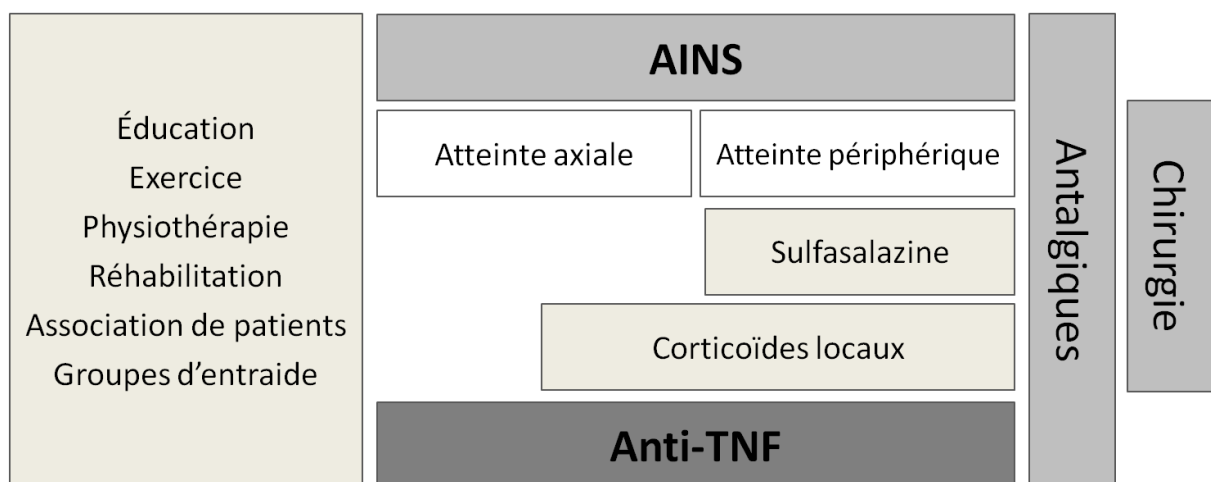 Éducation
Exercice
Physiothérapie
Réhabilitation
Association de patients
Groupes d'entraide
AINS
Atteinte axiale
Atteinte périphérique
Sulfasalazine
Corticoïdes locaux
Anti-TNF
Antalgiques
Chirurgie